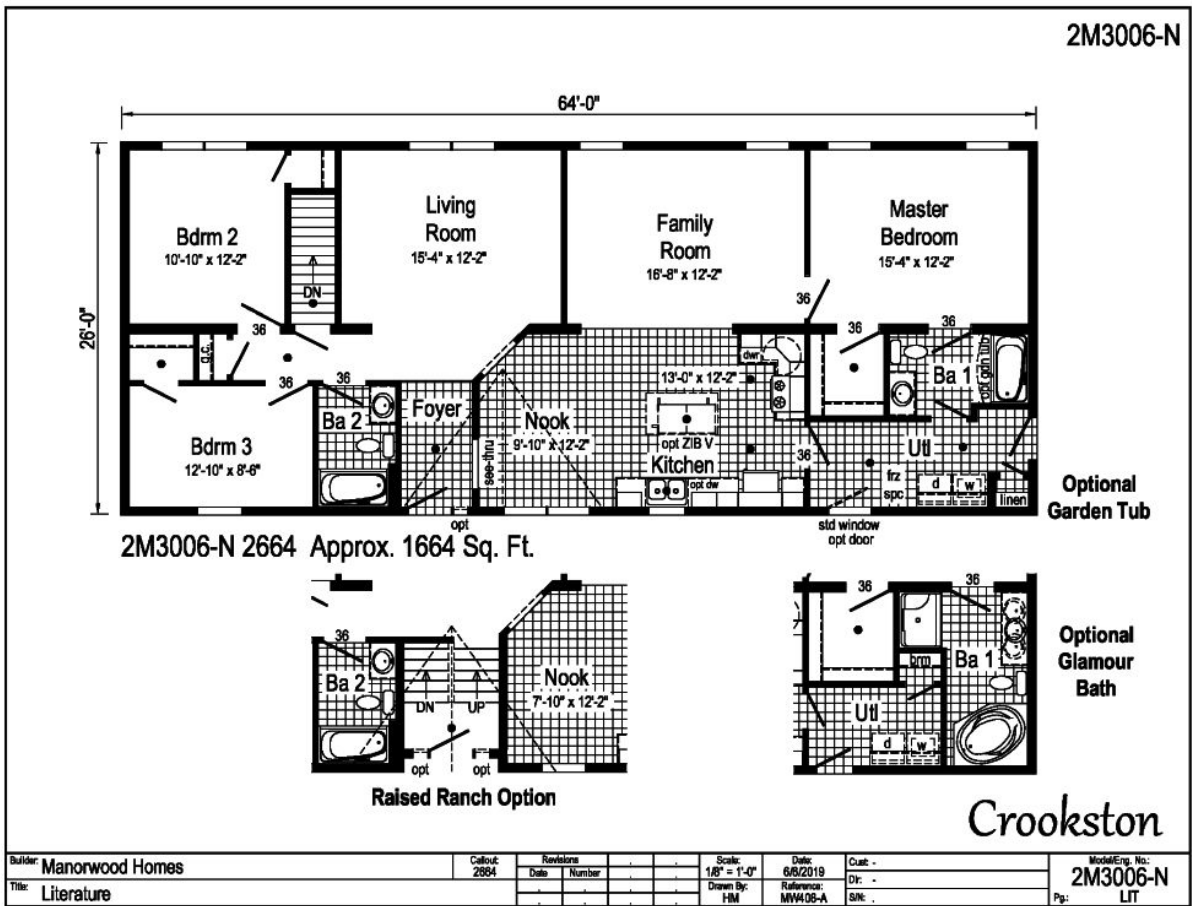 2M3006-N
64'-0"
26'-0"
Bdrm 2
10'-10" x 12'-2"
DN
Living
Room
15'-4" x 12'-2"
Family
Room
16'-8" x 12'-2"
Master
Bedroom
15'-4" x 12'-2"
36
36
36
36
g.c.
36
36
dwr
13'-0" x 12'-2"
Ba 1
opt gdn tub
Bdrm 3
12'-10" x 8'-6"
Ba 2
Foyer
see-thru
Nook
9'-10" x 12'-2"
opt ZIB V
Kitchen
opt dw
36
Utl
frz
spc
d
w
linen
Optional
Garden Tub
opt
std window
opt door
2M3006-N 2664 Approx. 1664 Sq. Ft.
36
Ba 2
DN
UP
Nook
7'-10" x 12'-2"
opt
opt
Raised Ranch Option
36
36
brm
Ba 1
Utl
d
w
Optional
Glamour
Bath
Crookston
Builder: Manorwood Homes
Title: Literature
Callout:
2664
Revisions
Date Number
Scale:
1/8" = 1'-0"
Drawn By:
HM
Date:
6/6/2019
Reference:
MW408-A
Cust: -
Dlr: -
S/N: .
Model/Eng. No.:
2M3006-N
Pg.: LIT